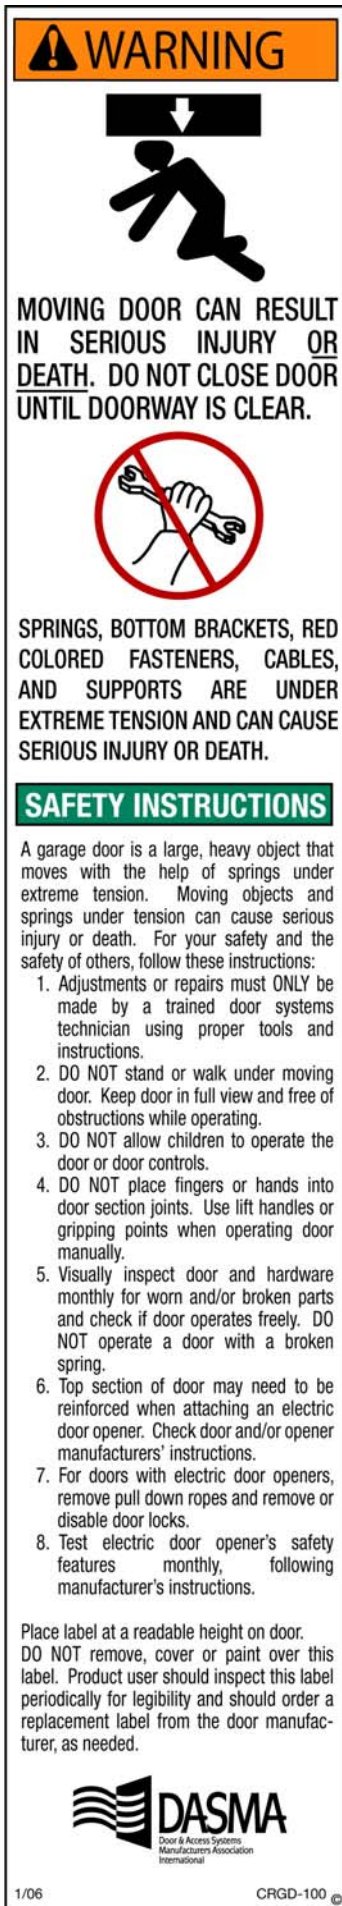 WARNING
MOVING DOOR CAN RESULT
IN SERIOUS INJURY OR
DEATH. DO NOT CLOSE DOOR
UNTIL DOORWAY IS CLEAR.
SPRINGS, BOTTOM BRACKETS, RED
COLORED FASTENERS, CABLES,
AND SUPPORTS ARE UNDER
EXTREME TENSION AND CAN CAUSE
SERIOUS INJURY OR DEATH.
SAFETY INSTRUCTIONS
A garage door is a large, heavy object that
moves with the help of springs under
extreme tension. Moving objects and
springs under tension can cause serious
injury or death. For your safety and the
safety of others, follow these instructions:
1. Adjustments or repairs must ONLY be
made by a trained door systems
technician using proper tools and
instructions.
2. DO NOT stand or walk under moving
door. Keep door in full view and free of
obstructions while operating.
3. DO NOT allow children to operate the
door or door controls.
4. DO NOT place fingers or hands into
door section joints. Use lift handles or
gripping points when operating door
manually.
5. Visually inspect door and hardware
monthly for worn and/or broken parts
and check if door operates freely. DO
NOT operate a door with a broken
spring.
6. Top section of door may need to be
reinforced when attaching an electric
door opener. Check door and/or opener
manufacturers' instructions.
7. For doors with electric door openers,
remove pull down ropes and remove or
disable door locks.
8. Test electric door opener's safety
features monthly, following
manufacturer's instructions.
Place label at a readable height on door.
DO NOT remove, cover or paint over this
label. Product user should inspect this label
periodically for legibility and should order a
replacement label from the door manufac-
turer, as needed.
DASMA
Door & Access Systems
Manufacturers Association
International
1/06 CRGD-100 ©